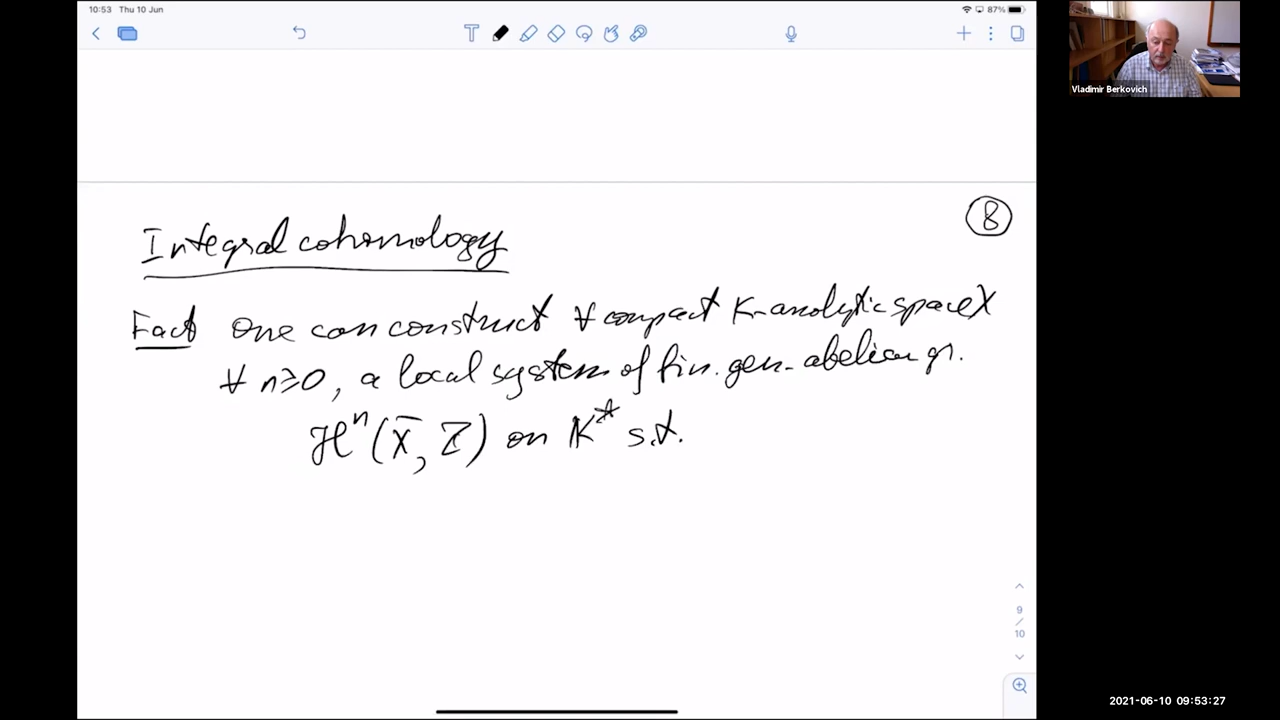 10:53 Thu 10 Jun
87%
Vladimir Berkovich
8
Integral cohomology
Fact One can construct ∀ compact K-analytic space X
∀ n≥0, a local system of fin. gen. abelian gr.
ℋⁿ(X̄, ℤ) on K* s.t.
9
/
10
2021-06-10 09:53:27